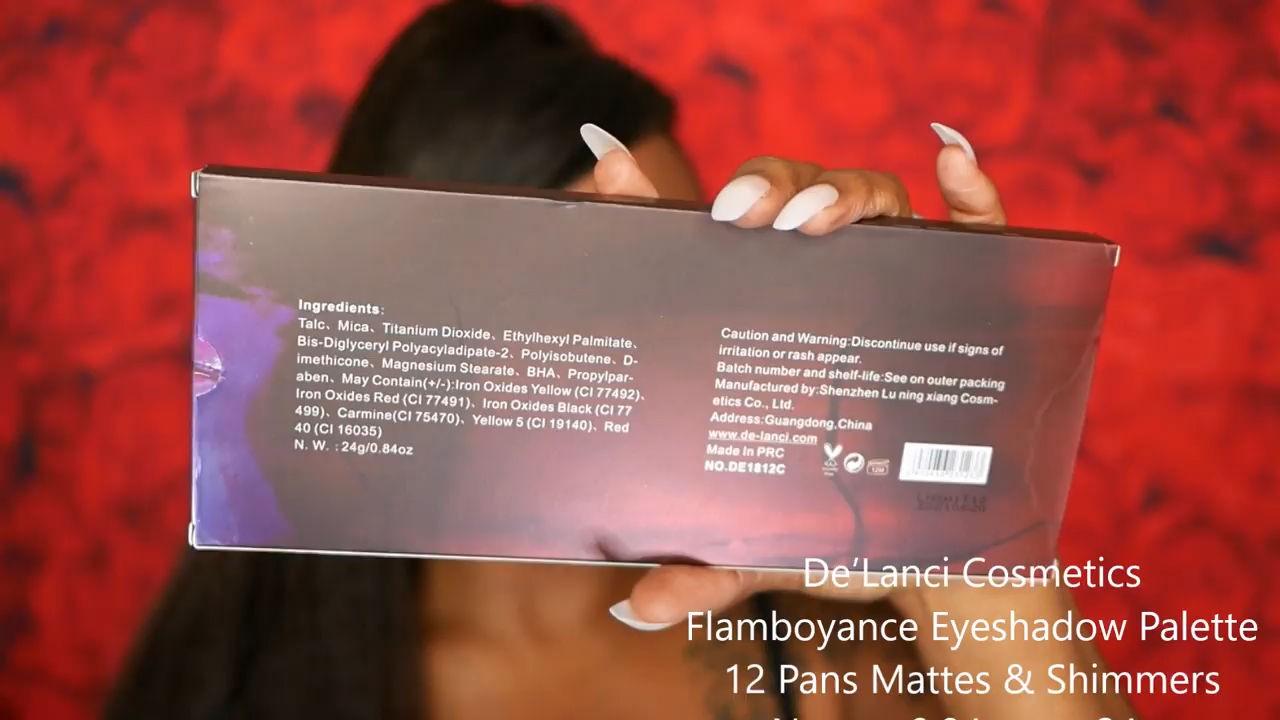 Ingredients:
Talc、Mica、Titanium Dioxide、Ethylhexyl Palmitate、
Bis-Diglyceryl Polyacyladipate-2、Polyisobutene、D-
imethicone、Magnesium Stearate、BHA、Propylpar-
aben、May Contain(+/-):Iron Oxides Yellow (CI 77492)、
Iron Oxides Red (CI 77491)、Iron Oxides Black (CI 77
499)、Carmine(CI 75470)、Yellow 5 (CI 19140)、Red
40 (CI 16035)
N. W. : 24g/0.84oz
Caution and Warning:Discontinue use if signs of
irritation or rash appear.
Batch number and shelf-life:See on outer packing
Manufactured by:Shenzhen Lu ning xiang Cosm-
etics Co., Ltd.
Address:Guangdong,China
www.de-lanci.com
Made In PRC
NO.DE1812C
12M
De'Lanci Cosmetics
Flamboyance Eyeshadow Palette
12 Pans Mattes & Shimmers